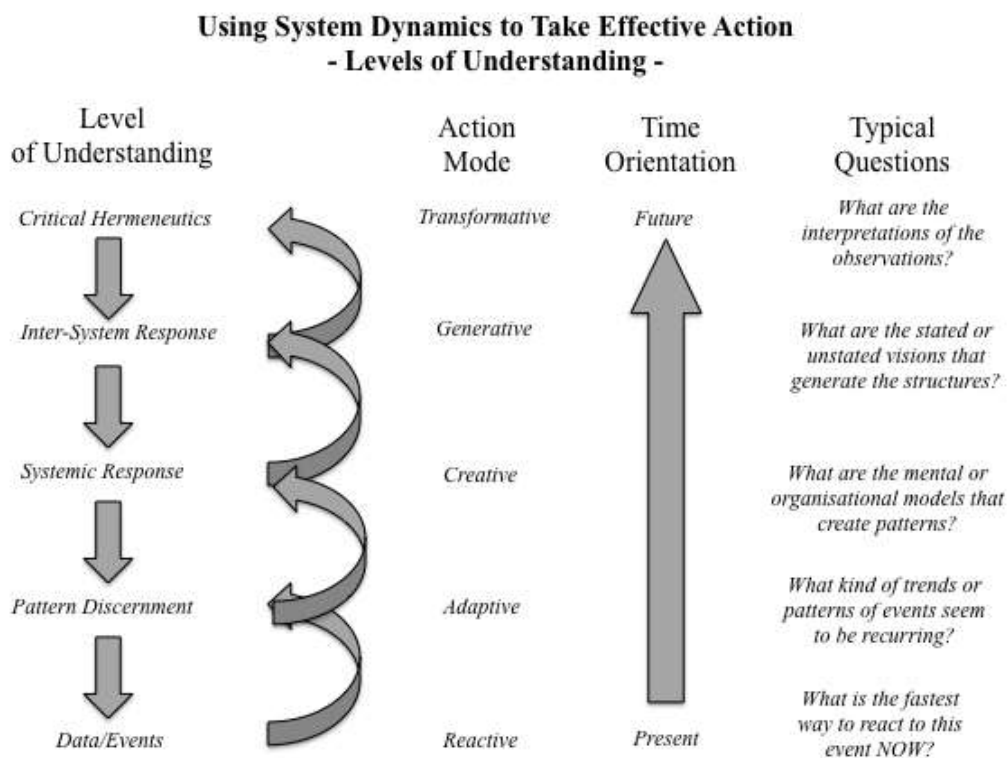 Using System Dynamics to Take Effective Action
- Levels of Understanding -
Level
of Understanding
Action
Mode
Time
Orientation
Typical
Questions
Critical Hermeneutics
Transformative
Future
What are the
interpretations of the
observations?
Inter-System Response
Generative
What are the stated or
unstated visions that
generate the structures?
Systemic Response
Creative
What are the mental or
organisational models that
create patterns?
Pattern Discernment
Adaptive
What kind of trends or
patterns of events seem
to be recurring?
Data/Events
Reactive
Present
What is the fastest
way to react to this
event NOW?